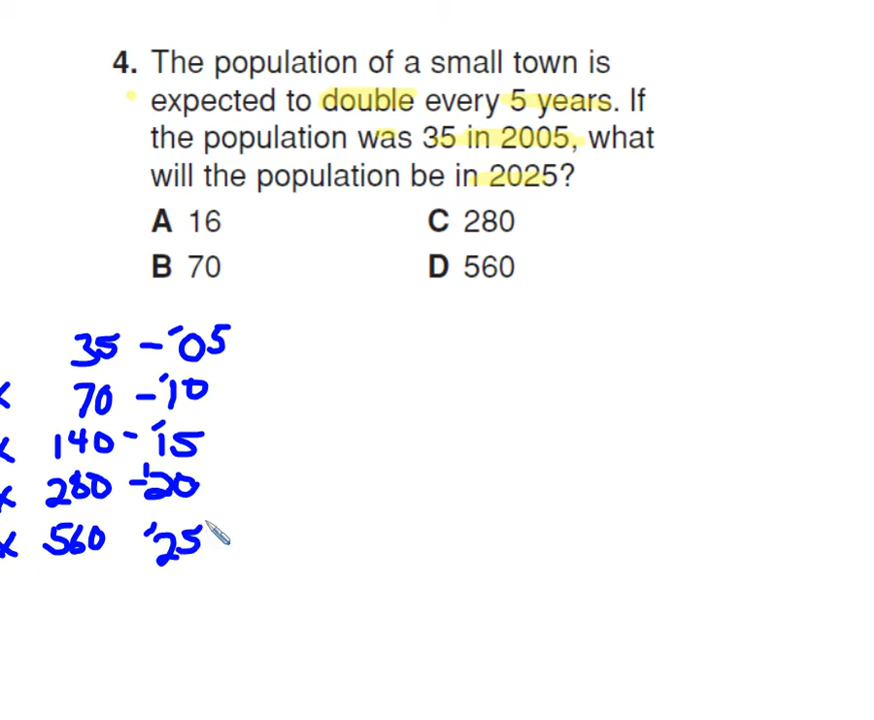 4. The population of a small town is
expected to double every 5 years. If
the population was 35 in 2005, what
will the population be in 2025?
A 16
C 280
B 70
D 560
35 - '05
x 70 - '10
x 140 - '15
x 280 - '20
x 560 '25